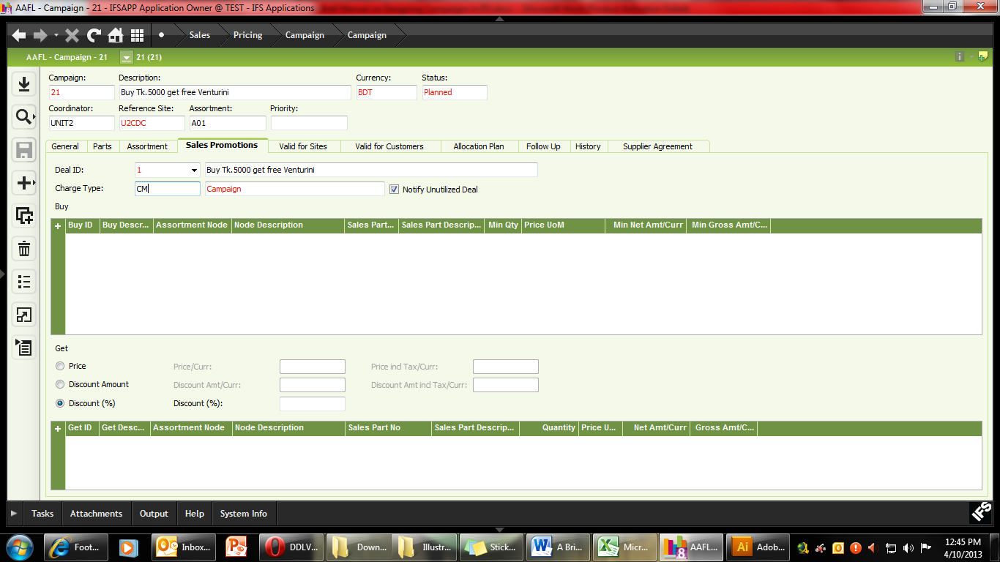 AAFL - Campaign - 21 - IFSAPP Application Owner @ TEST - IFS Applications
Sales Pricing Campaign Campaign
AAFL - Campaign - 21 21 (21)
Campaign: Description: Currency: Status:
21 Buy Tk.5000 get free Venturini BDT Planned
Coordinator: Reference Site: Assortment: Priority:
UNIT2 U2CDC A01
General Parts Assortment Sales Promotions Valid for Sites Valid for Customers Allocation Plan Follow Up History Supplier Agreement
Deal ID: 1 Buy Tk.5000 get free Venturini
Charge Type: CM Campaign Notify Unutilized Deal
Buy
+ Buy ID Buy Descr... Assortment Node Node Description Sales Part... Sales Part Descrip... Min Qty Price UoM Min Net Amt/Curr Min Gross Amt/C...
Get
Price Price/Curr: Price incl Tax/Curr:
Discount Amount Discount Amt/Curr: Discount Amt incl Tax/Curr:
Discount (%) Discount (%):
+ Get ID Get Desc... Assortment Node Node Description Sales Part No Sales Part Descrip... Quantity Price U... Net Amt/Curr Gross Amt/C...
Tasks Attachments Output Help System Info IFS
Foot... Inbox... DDLV... Down... Illustr... Stick... A Bri... Micr... AAFL... Adob... 12:45 PM
4/10/2013